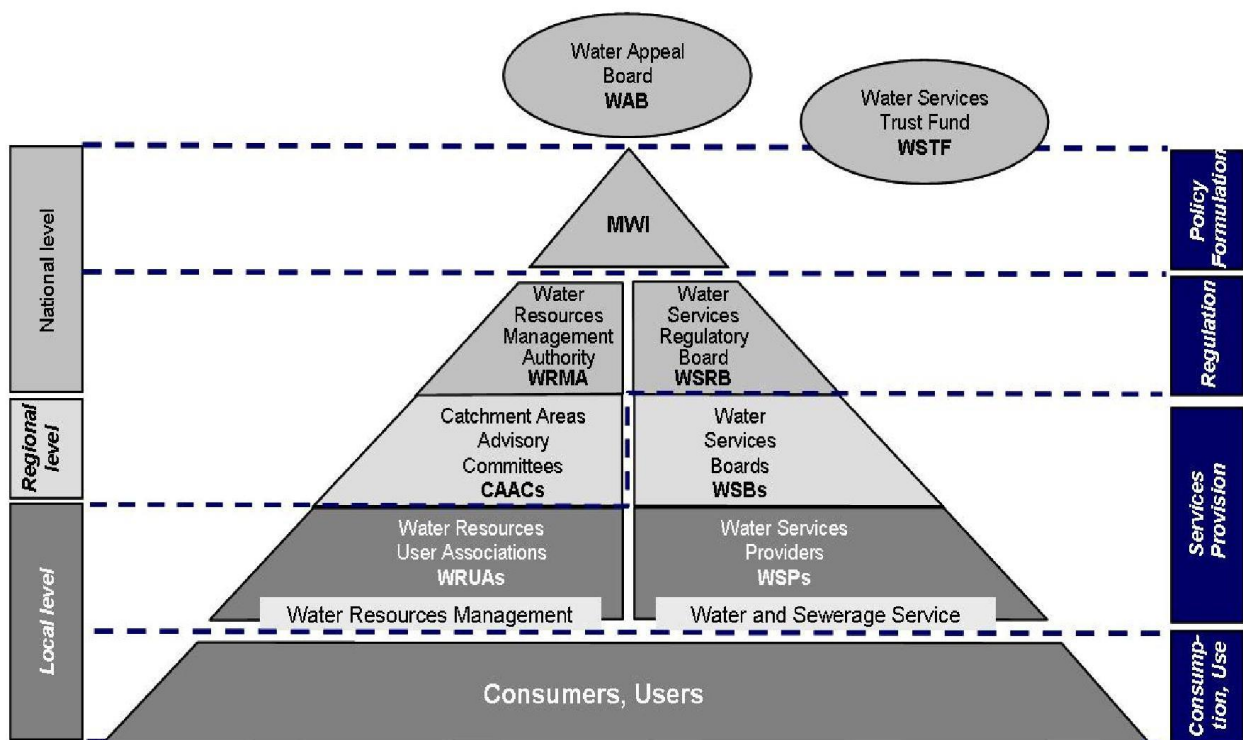 Water Appeal
Board
WAB
Water Services
Trust Fund
WSTF
National level
Regional
level
Local level
MWI
Water
Resources
Management
Authority
WRMA
Water
Services
Regulatory
Board
WSRB
Catchment Areas
Advisory
Committees
CAACs
Water
Services
Boards
WSBs
Water Resources
User Associations
WRUAs
Water Services
Providers
WSPs
Water Resources Management
Water and Sewerage Service
Consumers, Users
Policy
Formulation
Regulation
Services
Provision
Consump-
tion, Use